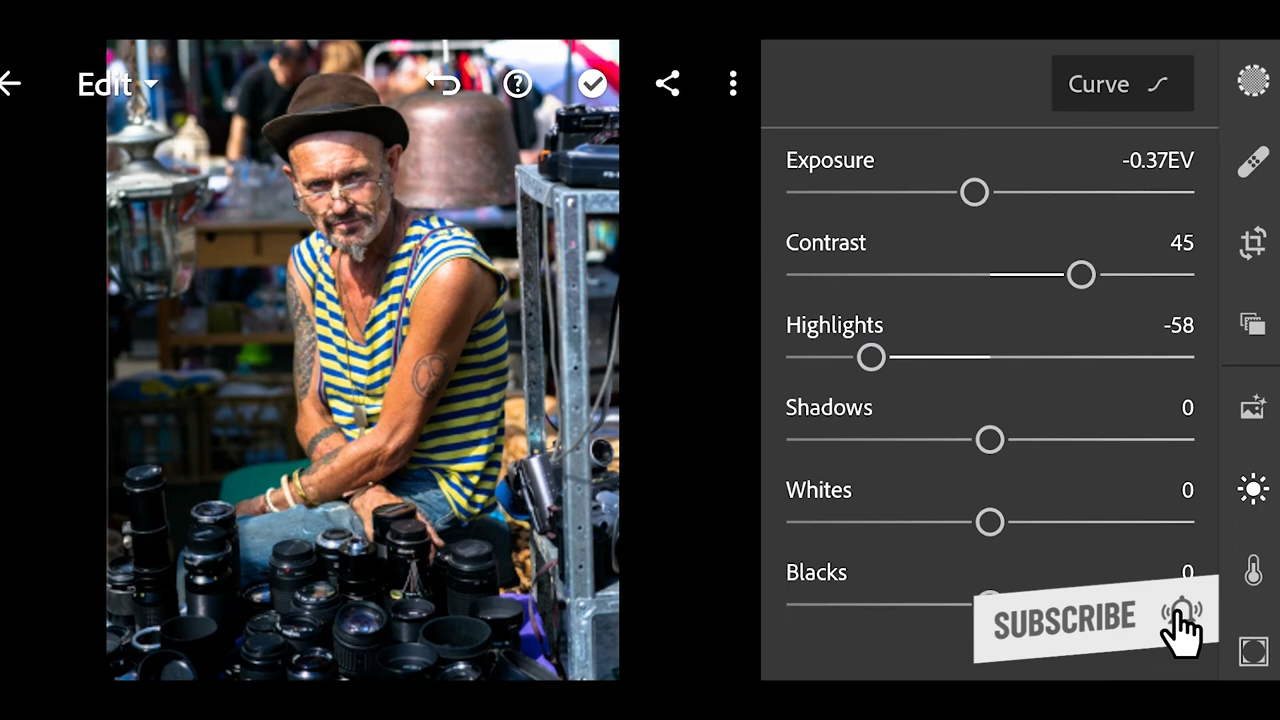 Edit
Curve
Exposure -0.37EV
Contrast 45
Highlights -58
Shadows 0
Whites 0
Blacks 0
SUBSCRIBE